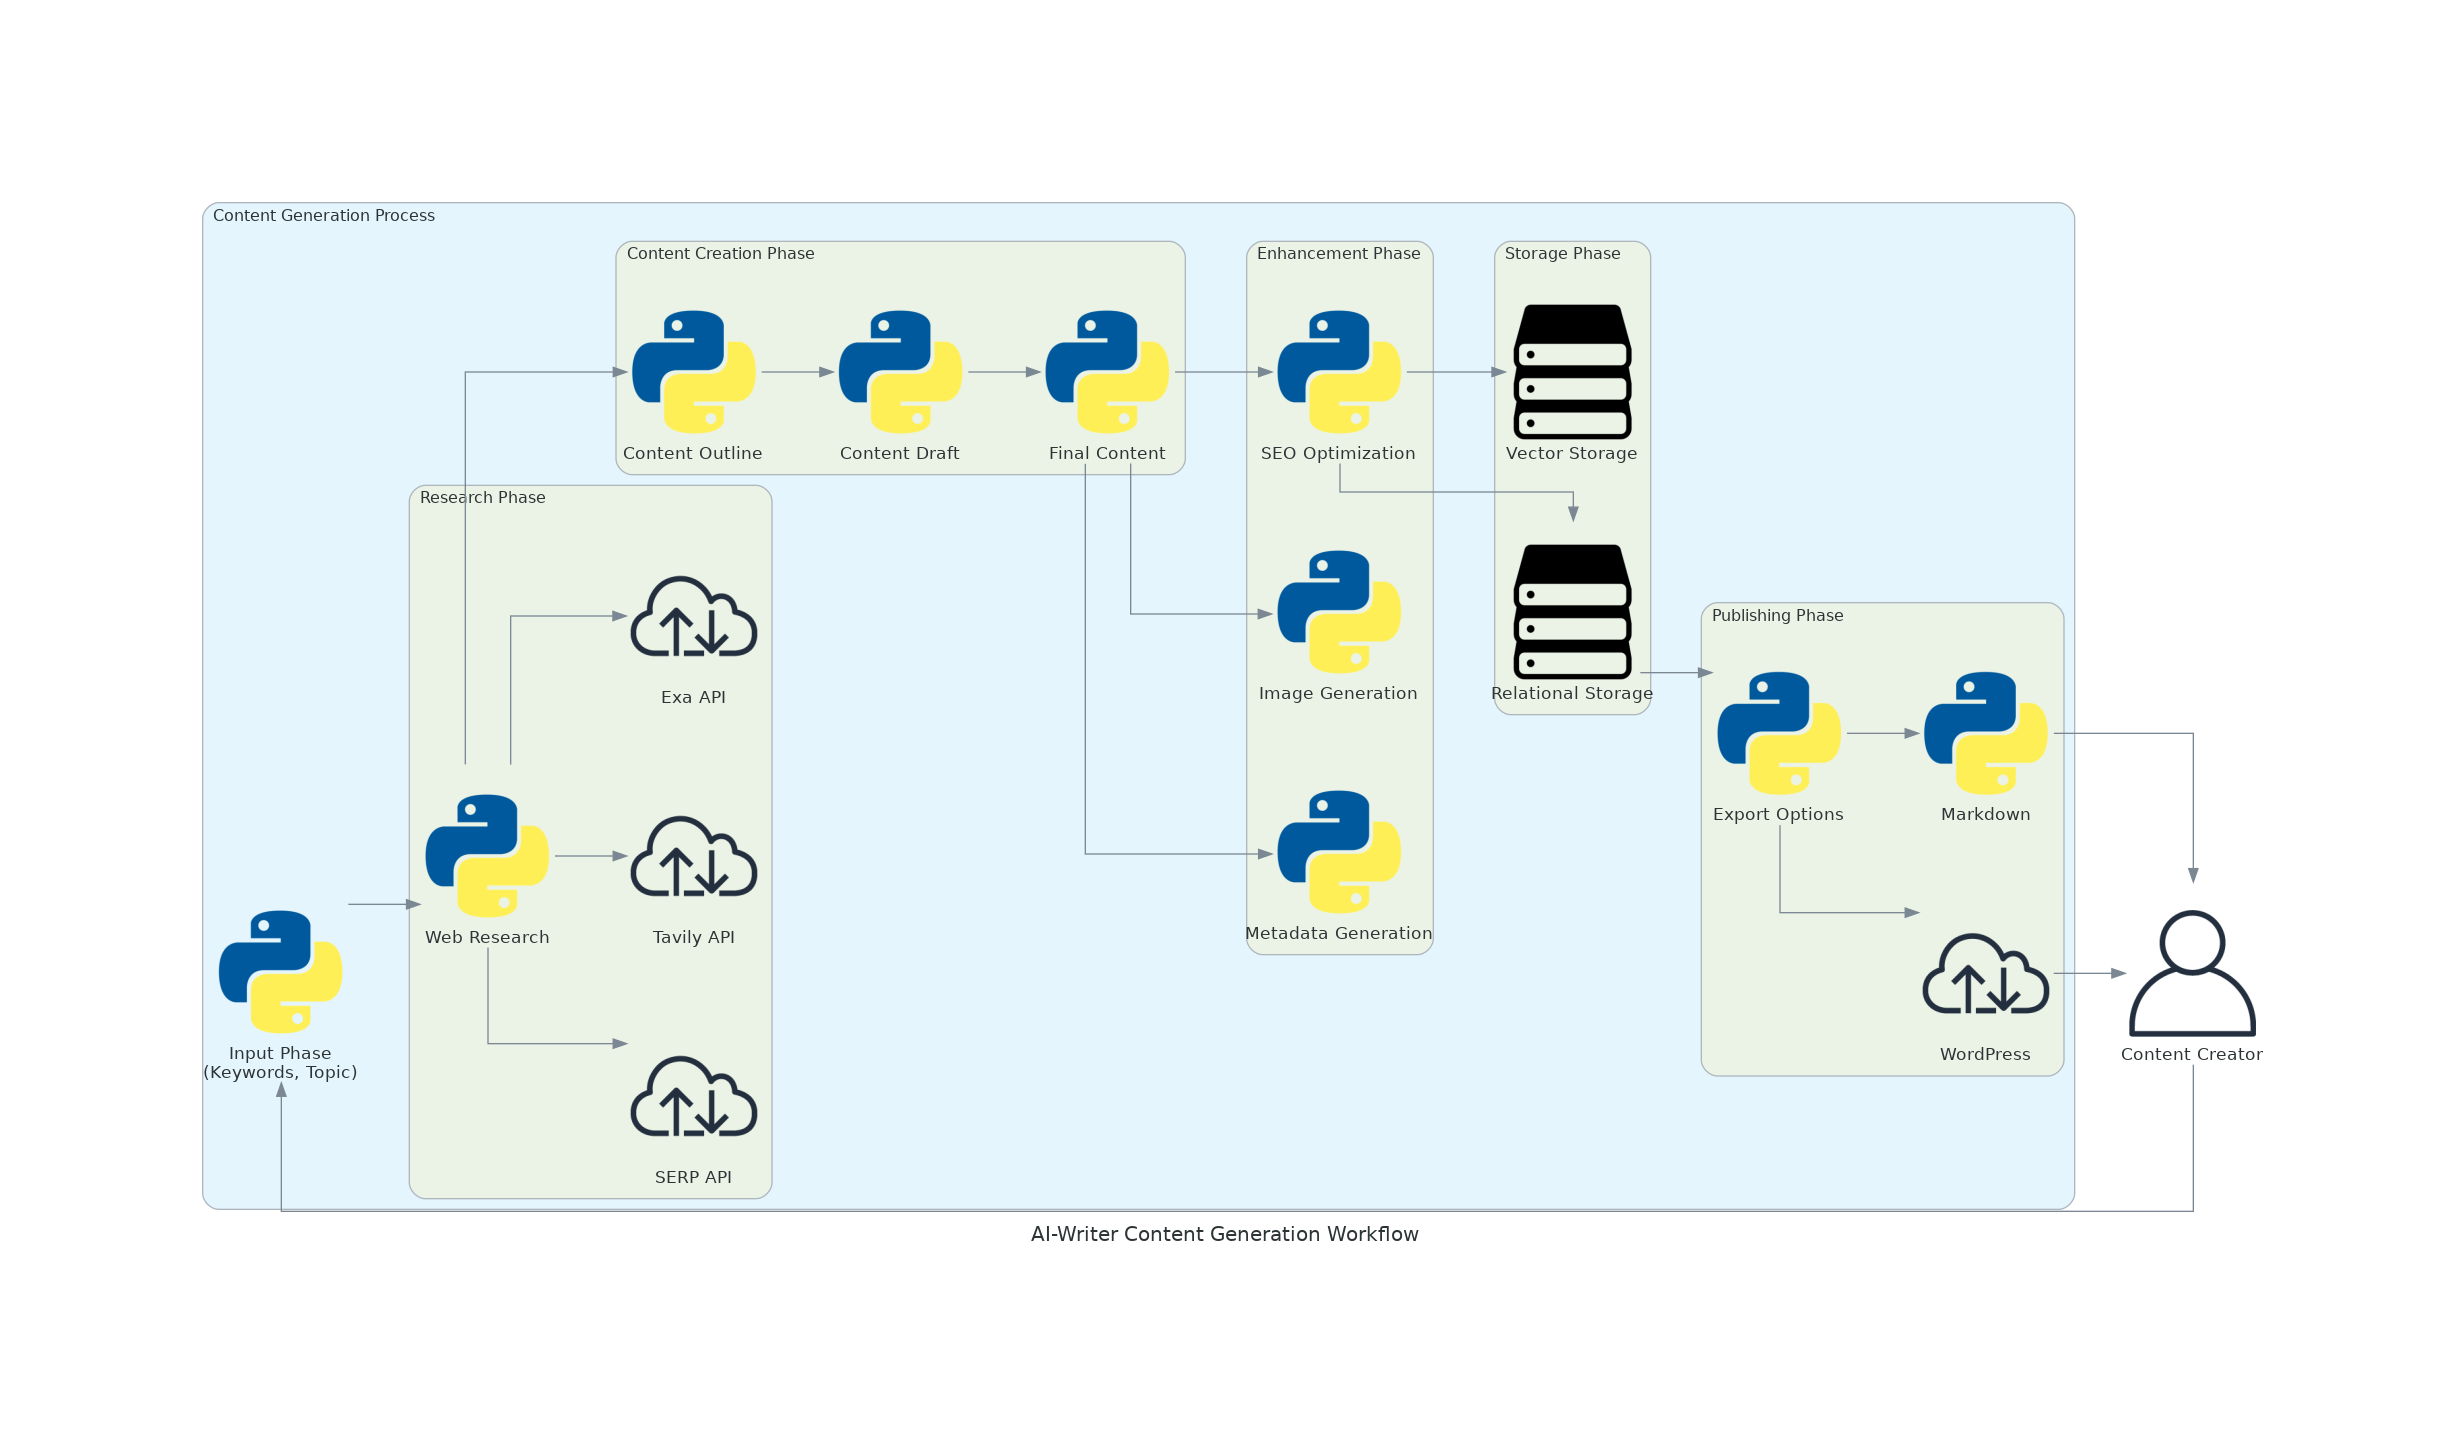 Content Generation Process
Content Creation Phase
Enhancement Phase
Storage Phase
Content Outline
Content Draft
Final Content
SEO Optimization
Vector Storage
Research Phase
Publishing Phase
Exa API
Image Generation
Relational Storage
Export Options
Markdown
Web Research
Tavily API
Metadata Generation
Input Phase
(Keywords, Topic)
WordPress
Content Creator
SERP API
AI-Writer Content Generation Workflow